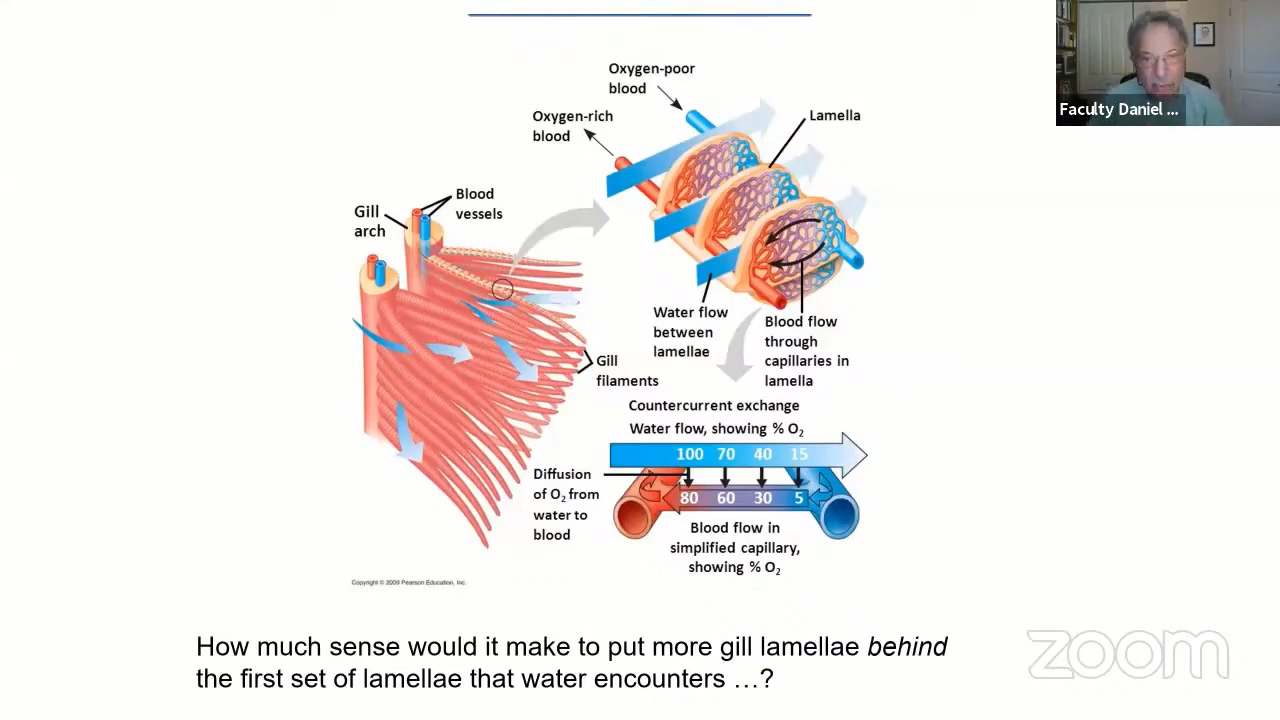 Faculty Daniel ...
Oxygen-poor
blood
Oxygen-rich
blood
Lamella
Blood
vessels
Gill
arch
Water flow
between
lamellae
Blood flow
through
capillaries in
lamella
Gill
filaments
Countercurrent exchange
Water flow, showing % O₂
100 70 40 15
Diffusion
of O₂ from
water to
blood
80 60 30 5
Blood flow in
simplified capillary,
showing % O₂
Copyright © 2009 Pearson Education, Inc.
How much sense would it make to put more gill lamellae behind
the first set of lamellae that water encounters …?
zoom